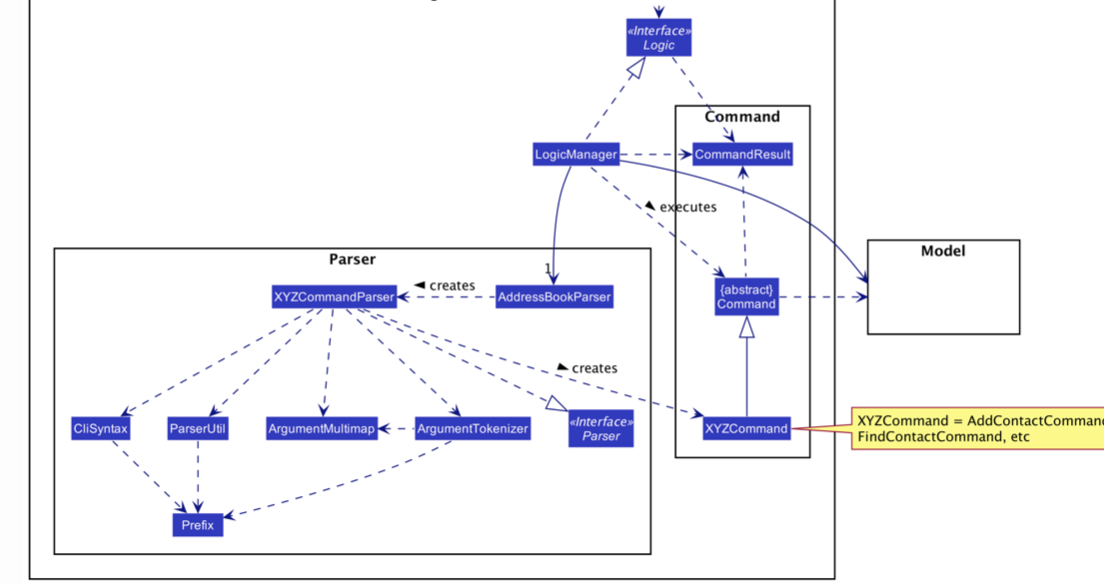 «Interface»
Logic
Command
LogicManager
CommandResult
executes
Model
Parser
1
creates
XYZCommandParser
AddressBookParser
{abstract}
Command
creates
CliSyntax
ParserUtil
ArgumentMultimap
ArgumentTokenizer
«Interface»
Parser
XYZCommand
XYZCommand = AddContactCommand
FindContactCommand, etc
Prefix